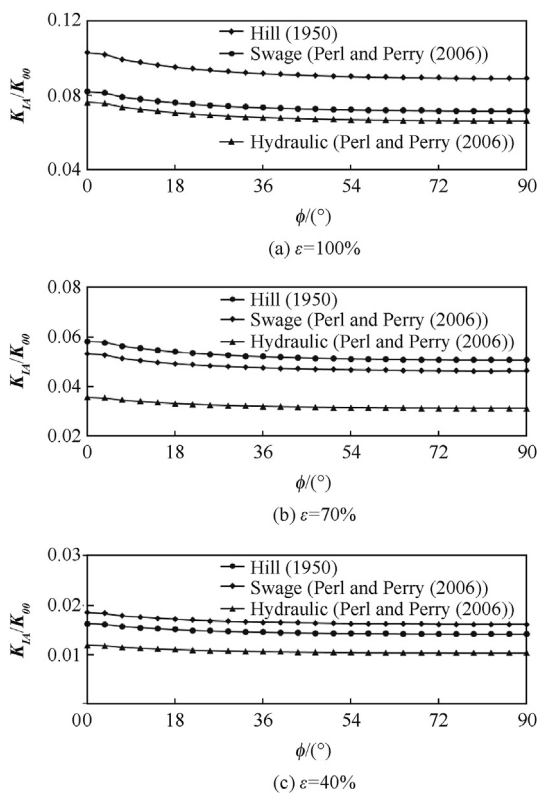 0.12
Hill (1950)
Swage (Perl and Perry (2006))
K_IA/K_00
0.08
Hydraulic (Perl and Perry (2006))
0.04
0 18 36 54 72 90
ϕ/(°)
(a) ε=100%
0.08
Hill (1950)
Swage (Perl and Perry (2006))
Hydraulic (Perl and Perry (2006))
0.06
K_IA/K_00
0.04
0.02
0 18 36 54 72 90
ϕ/(°)
(b) ε=70%
0.03
Hill (1950)
Swage (Perl and Perry (2006))
Hydraulic (Perl and Perry (2006))
0.02
K_IA/K_00
0.01
00 18 36 54 72 90
ϕ/(°)
(c) ε=40%